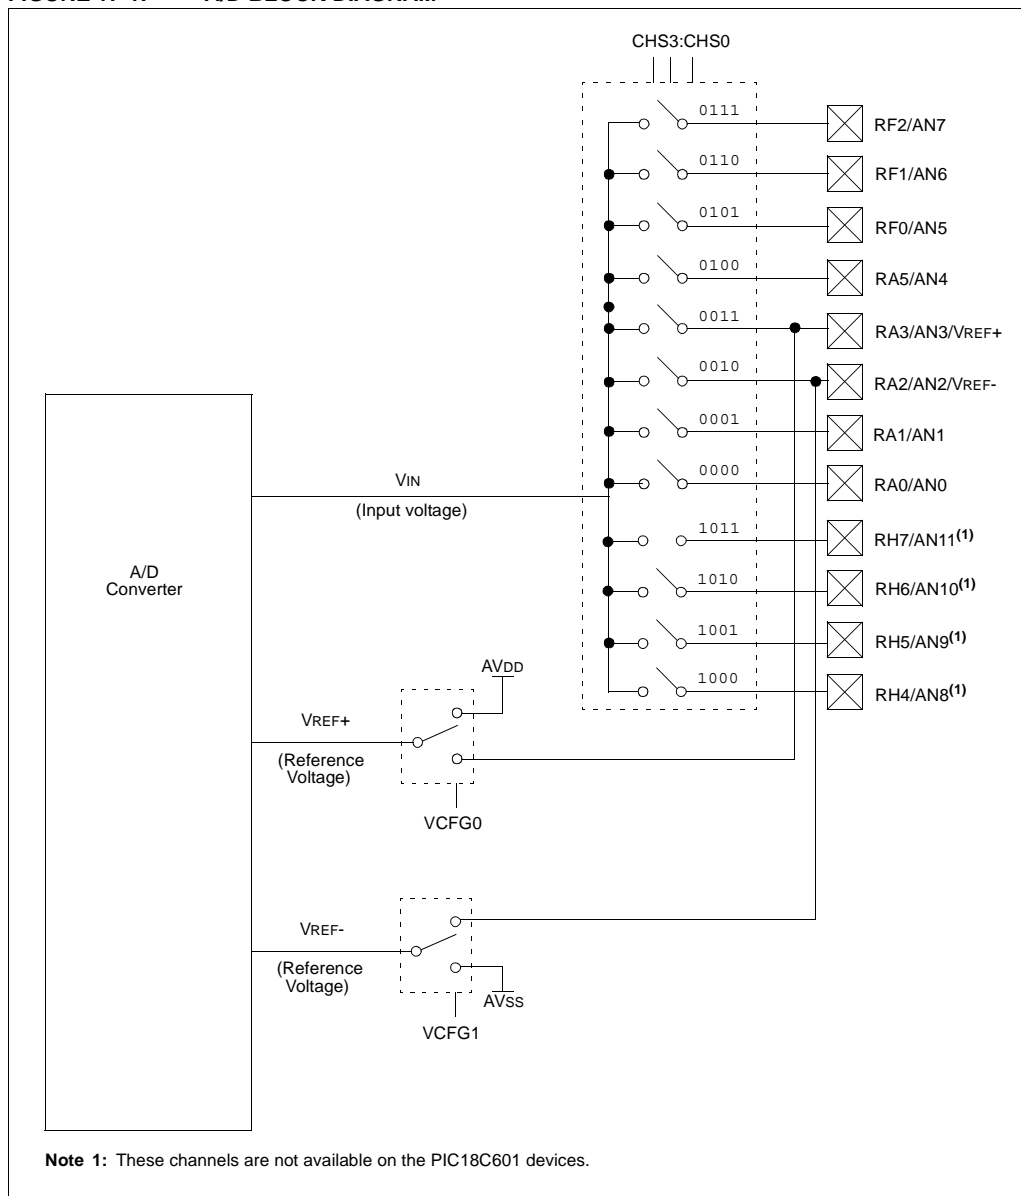 CHS3:CHS0
0111 RF2/AN7
0110 RF1/AN6
0101 RF0/AN5
0100 RA5/AN4
0011 RA3/AN3/VREF+
0010 RA2/AN2/VREF-
0001 RA1/AN1
0000 RA0/AN0
VIN
(Input voltage)
1011 RH7/AN11(1)
1010 RH6/AN10(1)
1001 RH5/AN9(1)
1000 RH4/AN8(1)
A/D
Converter
AVDD
VREF+
(Reference
Voltage)
VCFG0
VREF-
(Reference
Voltage)
AVSS
VCFG1
Note 1: These channels are not available on the PIC18C601 devices.